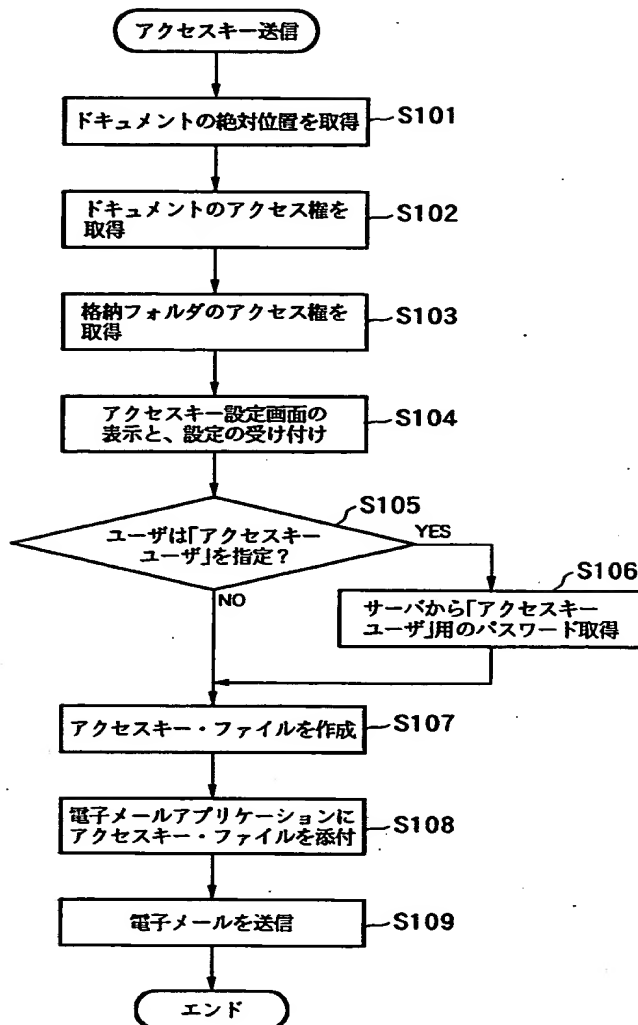 アクセスキー送信
ドキュメントの絶対位置を取得
S101
ドキュメントのアクセス権を
取得
S102
格納フォルダのアクセス権を
取得
S103
アクセスキー設定画面の
表示と、設定の受け付け
S104
S105
ユーザは「アクセスキー
ユーザ」を指定？
YES
NO
S106
サーバから「アクセスキー
ユーザ」用のパスワード取得
アクセスキー・ファイルを作成
S107
電子メールアプリケーションに
アクセスキー・ファイルを添付
S108
電子メールを送信
S109
エンド